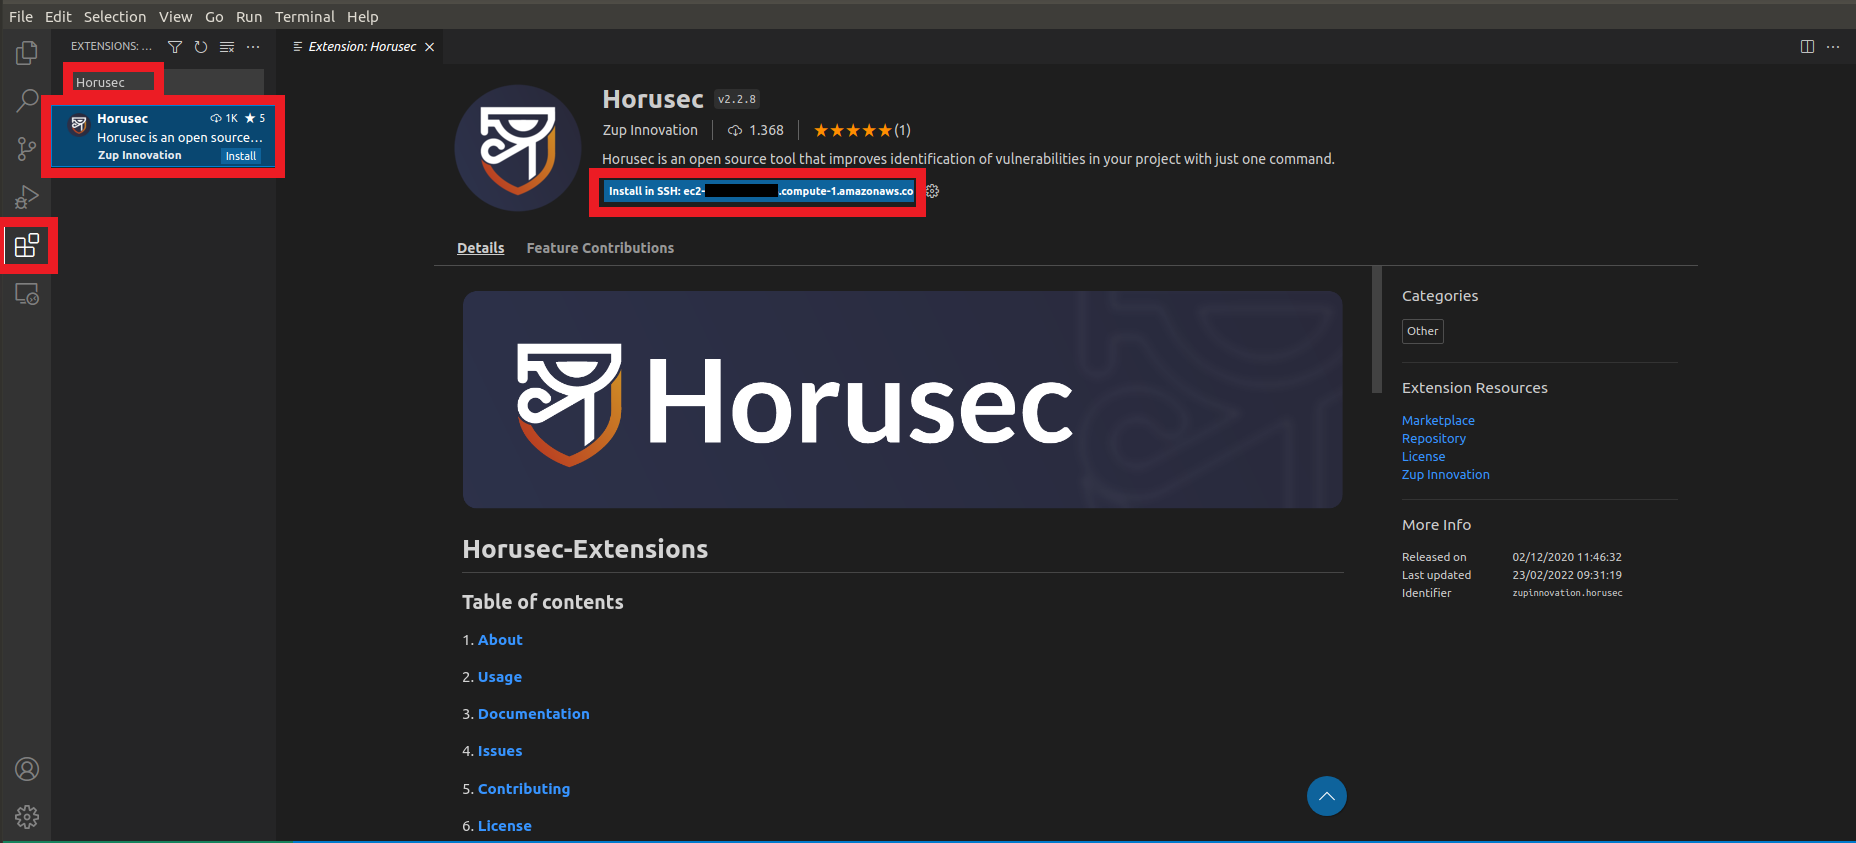 File Edit Selection View Go Run Terminal Help
EXTENSIONS: ...
Extension: Horusec
Horusec
Horusec 1K 5
Horusec is an open source...
Zup Innovation Install
Horusec v2.2.8
Zup Innovation 1.368 (1)
Horusec is an open source tool that improves identification of vulnerabilities in your project with just one command.
Install in SSH: ec2- .compute-1.amazonaws.co
Details Feature Contributions
Horusec
Horusec-Extensions
Table of contents
1. About
2. Usage
3. Documentation
4. Issues
5. Contributing
6. License
Categories
Other
Extension Resources
Marketplace
Repository
License
Zup Innovation
More Info
Released on 02/12/2020 11:46:32
Last updated 23/02/2022 09:31:19
Identifier zupinnovation.horusec